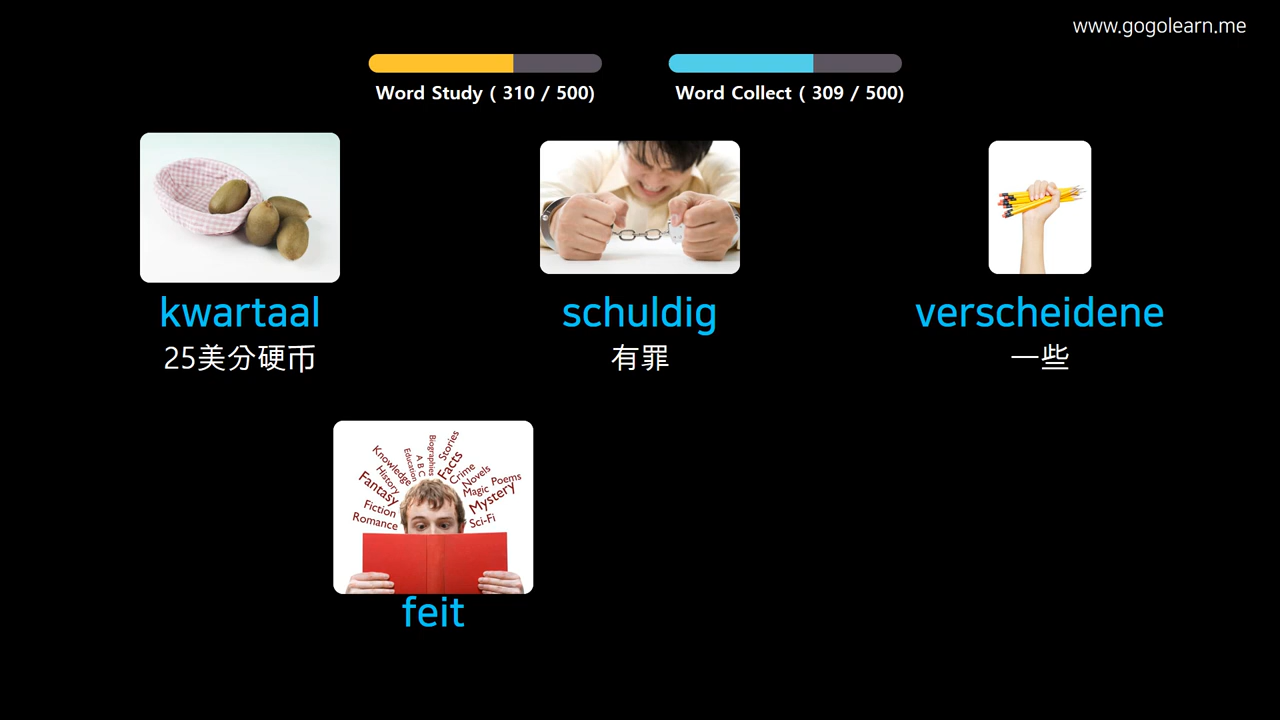 www.gogolearn.me
Word Study ( 310 / 500)
Word Collect ( 309 / 500)
kwartaal
25美分硬币
schuldig
有罪
verscheidene
一些
Stories
Biographies
Facts
A B C
Education
Crime
Knowledge
Novels
History
Poems
Magic
Fantasy
Mystery
Fiction
Sci-Fi
Romance
feit